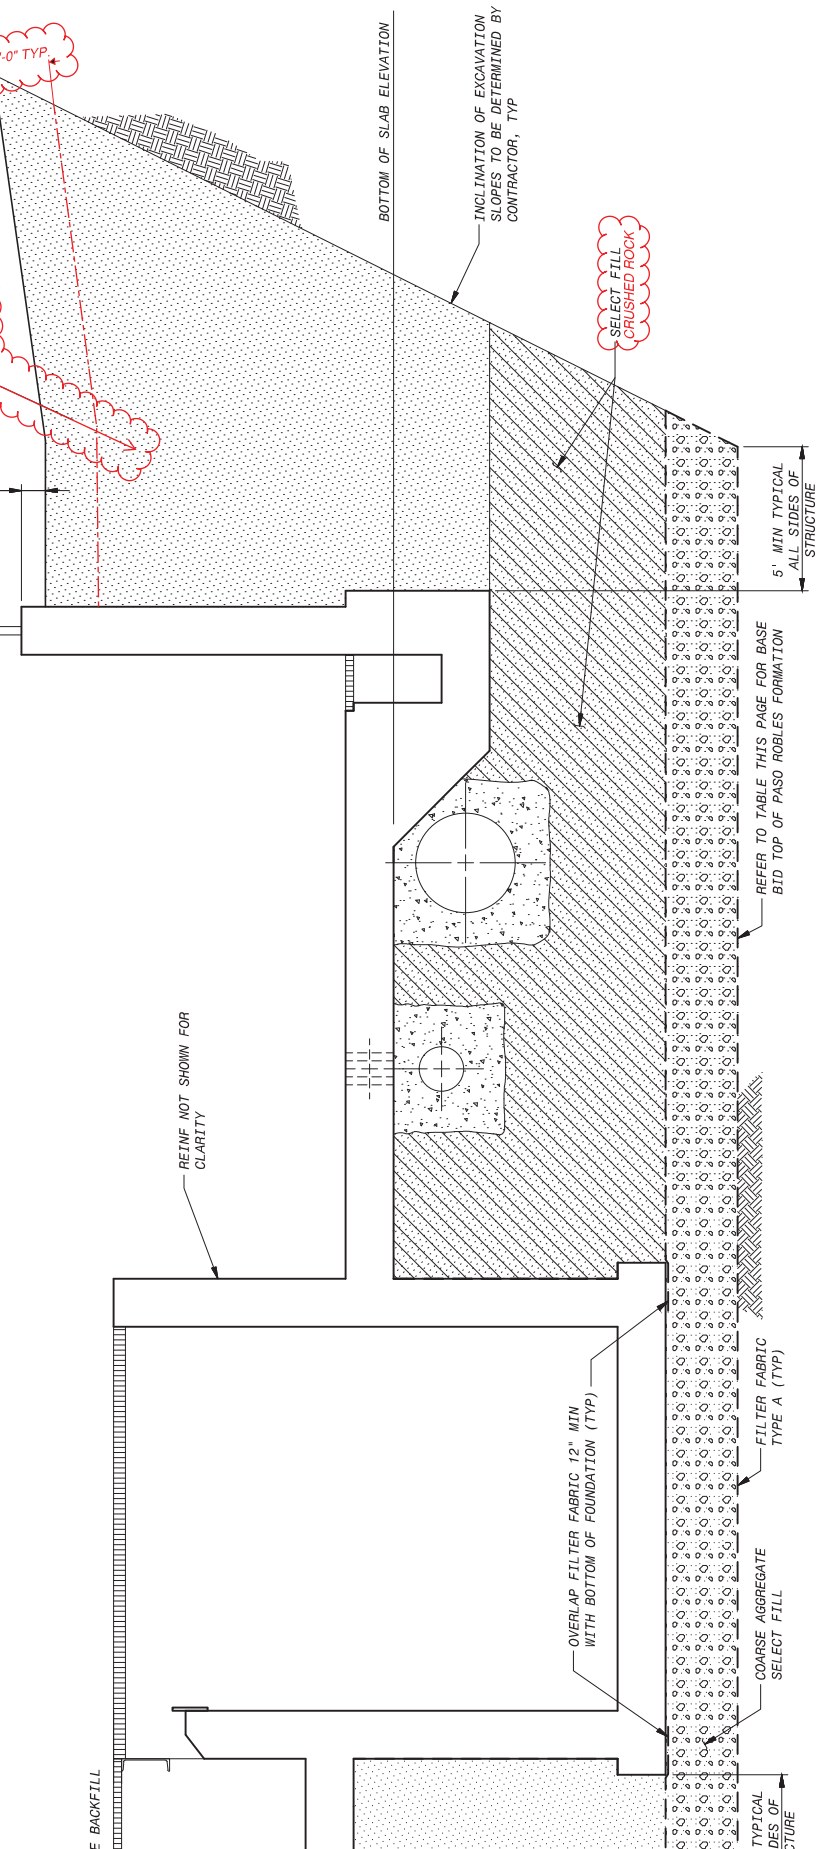 '-0" TYP.
BOTTOM OF SLAB ELEVATION
INCLINATION OF EXCAVATION
SLOPES TO BE DETERMINED BY
CONTRACTOR, TYP
SELECT FILL
CRUSHED ROCK
5' MIN TYPICAL
ALL SIDES OF
STRUCTURE
REFER TO TABLE THIS PAGE FOR BASE
BID TOP OF PASO ROBLES FORMATION
REINF NOT SHOWN FOR
CLARITY
OVERLAP FILTER FABRIC 12" MIN
WITH BOTTOM OF FOUNDATION (TYP)
FILTER FABRIC
TYPE A (TYP)
COARSE AGGREGATE
SELECT FILL
E BACKFILL
TYPICAL
DES OF
CTURE